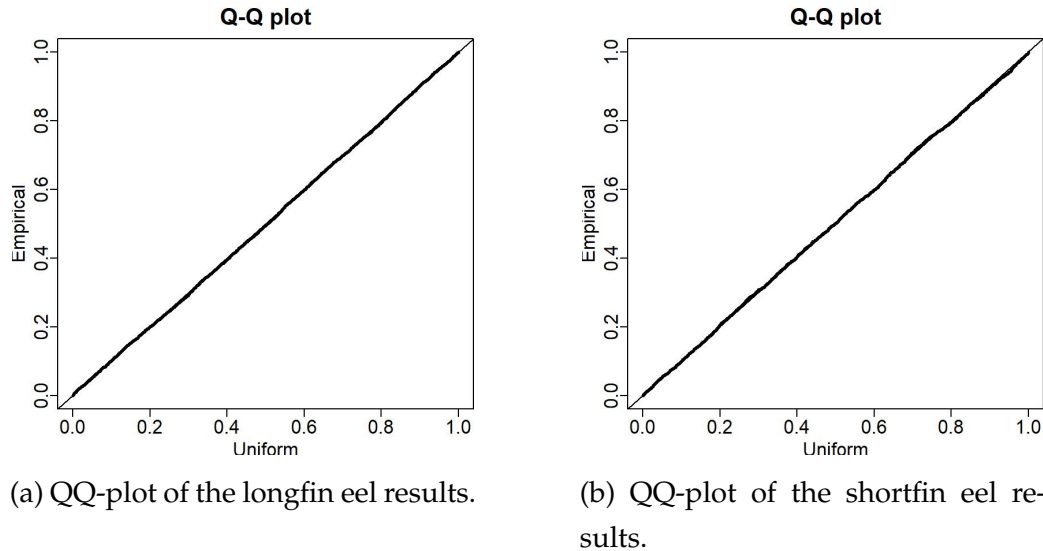 Q-Q plot
Empirical
1.0
0.8
0.6
0.4
0.2
0.0
0.0 0.2 0.4 0.6 0.8 1.0
Uniform
(a) QQ-plot of the longfin eel results.
Q-Q plot
Empirical
1.0
0.8
0.6
0.4
0.2
0.0
0.0 0.2 0.4 0.6 0.8 1.0
Uniform
(b) QQ-plot of the shortfin eel re-
sults.